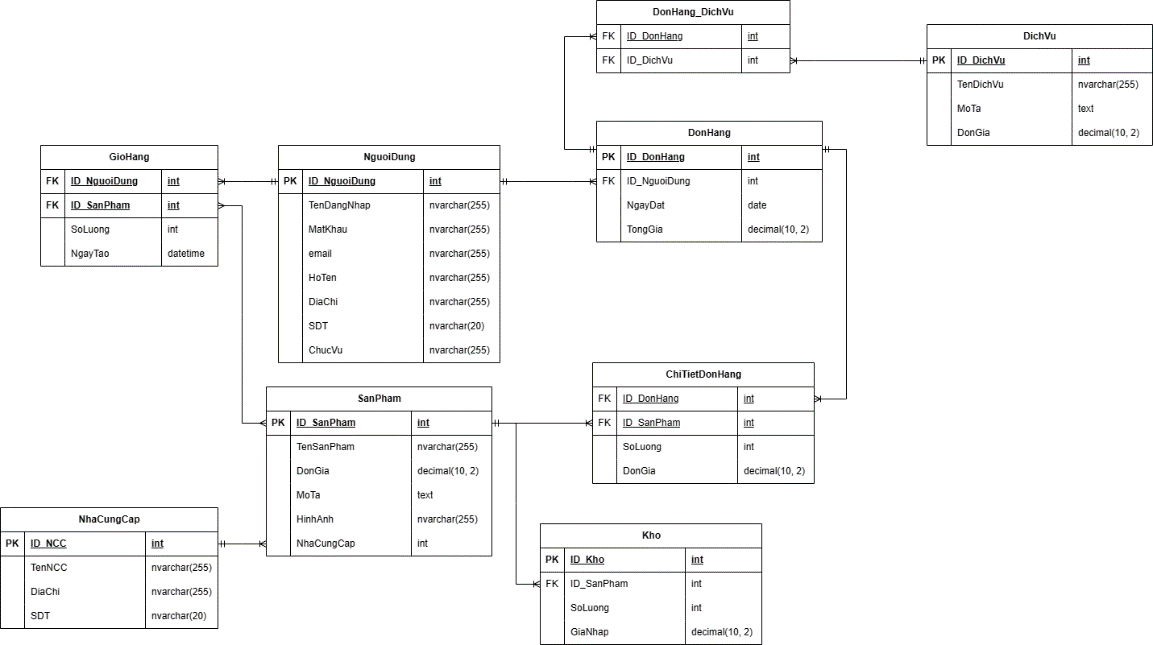 DonHang_DichVu
FK ID_DonHang int
FK ID_DichVu int
DichVu
PK ID_DichVu int
TenDichVu nvarchar(255)
MoTa text
DonGia decimal(10, 2)
DonHang
PK ID_DonHang int
FK ID_NguoiDung int
NgayDat date
TongGia decimal(10, 2)
GioHang
FK ID_NguoiDung int
FK ID_SanPham int
SoLuong int
NgayTao datetime
NguoiDung
PK ID_NguoiDung int
TenDangNhap nvarchar(255)
MatKhau nvarchar(255)
email nvarchar(255)
HoTen nvarchar(255)
DiaChi nvarchar(255)
SDT nvarchar(20)
ChucVu nvarchar(255)
ChiTietDonHang
FK ID_DonHang int
FK ID_SanPham int
SoLuong int
DonGia decimal(10, 2)
SanPham
PK ID_SanPham int
TenSanPham nvarchar(255)
DonGia decimal(10, 2)
MoTa text
HinhAnh nvarchar(255)
NhaCungCap int
NhaCungCap
PK ID_NCC int
TenNCC nvarchar(255)
DiaChi nvarchar(255)
SDT nvarchar(20)
Kho
PK ID_Kho int
FK ID_SanPham int
SoLuong int
GiaNhap decimal(10, 2)